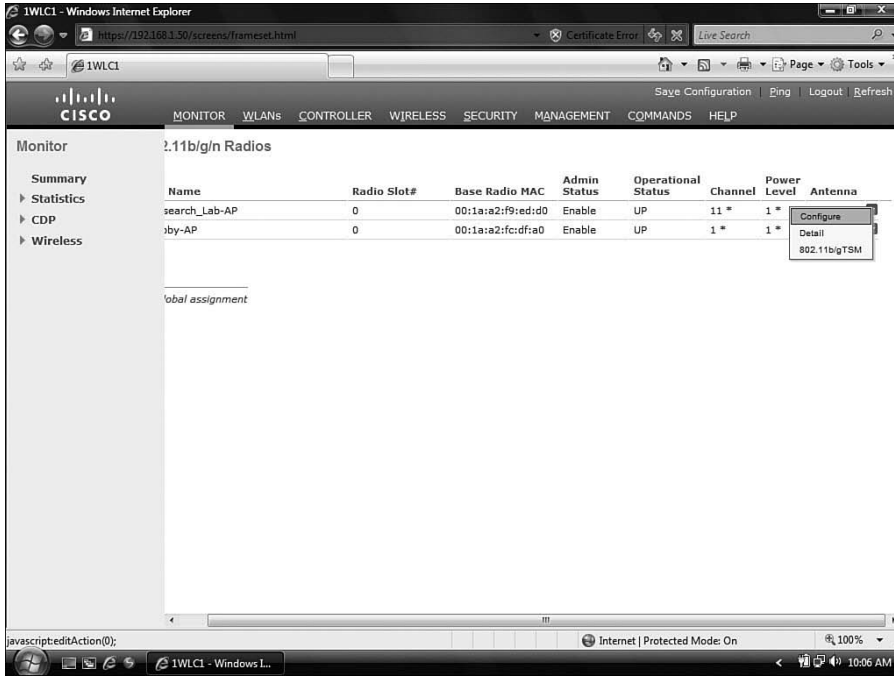 1WLC1 - Windows Internet Explorer
https://192.168.1.50/screens/frameset.html
Certificate Error
Live Search
1WLC1
Page
Tools
Save Configuration | Ping | Logout | Refresh
CISCO
MONITOR WLANs CONTROLLER WIRELESS SECURITY MANAGEMENT COMMANDS HELP
Monitor
2.11b/g/n Radios
Summary
Statistics
CDP
Wireless
Name Radio Slot# Base Radio MAC Admin Status Operational Status Channel Power Level Antenna
search_Lab-AP 0 00:1a:a2:f9:ed:d0 Enable UP 11 * 1 *
by-AP 0 00:1a:a2:fc:df:a0 Enable UP 1 * 1 *
Configure
Detail
802.11b/gTSM
obal assignment
javascript:editAction(0);
Internet | Protected Mode: On
100%
1WLC1 - Windows I...
10:06 AM